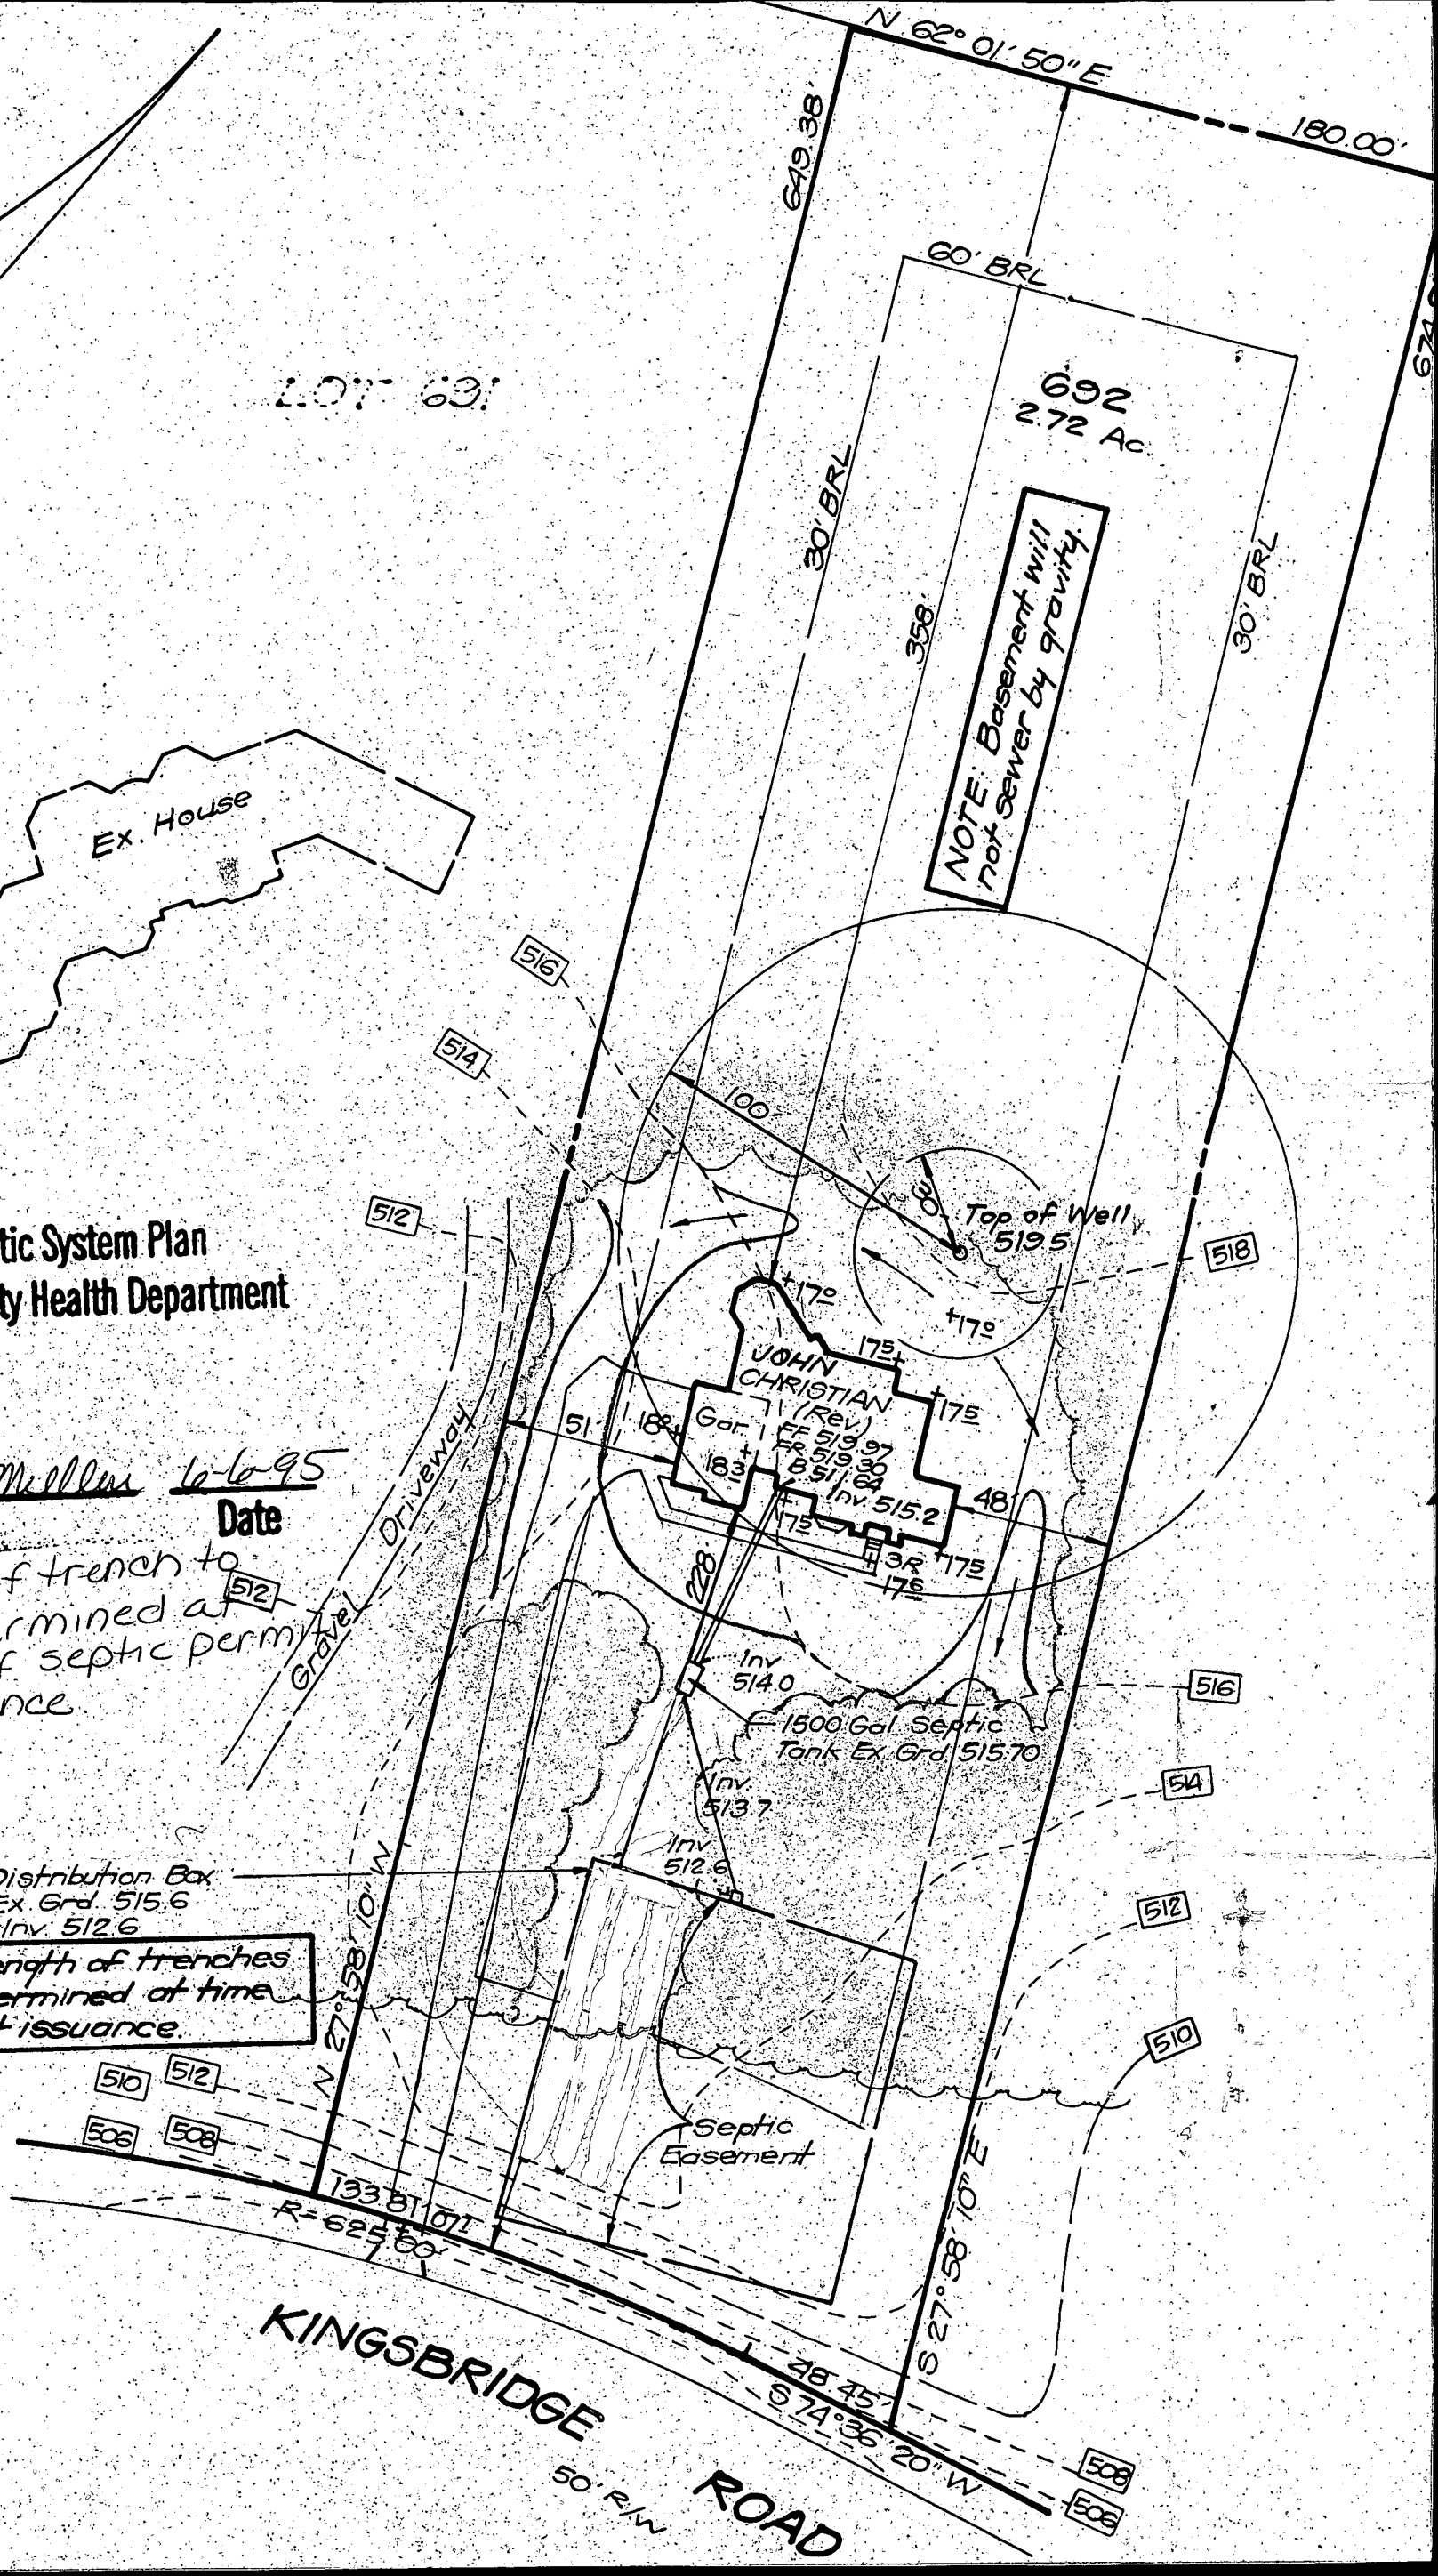 N 62° 01' 50" E
180.00'
649.38'
60' BRL
LOT 691
692
2.72 Ac.
30' BRL
30' BRL
358'
NOTE: Basement will
not sewer by gravity.
Ex. House
516
514
512
100'
30'
Top of Well
519.5
518
tic System Plan
ty Health Department
+17⁰
+17⁰
17⁵+
+17⁵
JOHN
CHRISTIAN
(Rev.)
FF 519.97
FR 519.30
B 511.64
Inv. 515.2
Gar.
51'
18⁰+
18³
48'
17⁵
3R
17⁶
+17⁵
6-6-95
Date
f trench to
rmined at
f septic permit
nce.
512
Gravel Driveway
228'
Inv.
514.0
1500 Gal. Septic
Tank Ex. Grd. 515.70
516
514
Inv.
513.7
Inv.
512.6
Distribution Box
Ex. Grd. 515.6
Inv. 512.6
ength of trenches
ermined at time
t issuance.
N 27° 58' 10" W
512
510
510
512
506
508
Septic
Easement
S 27° 58' 10" E
133.81'
R=625.00'
48.45'
S 74° 36' 20" W
KINGSBRIDGE ROAD
50' R/W
508
506